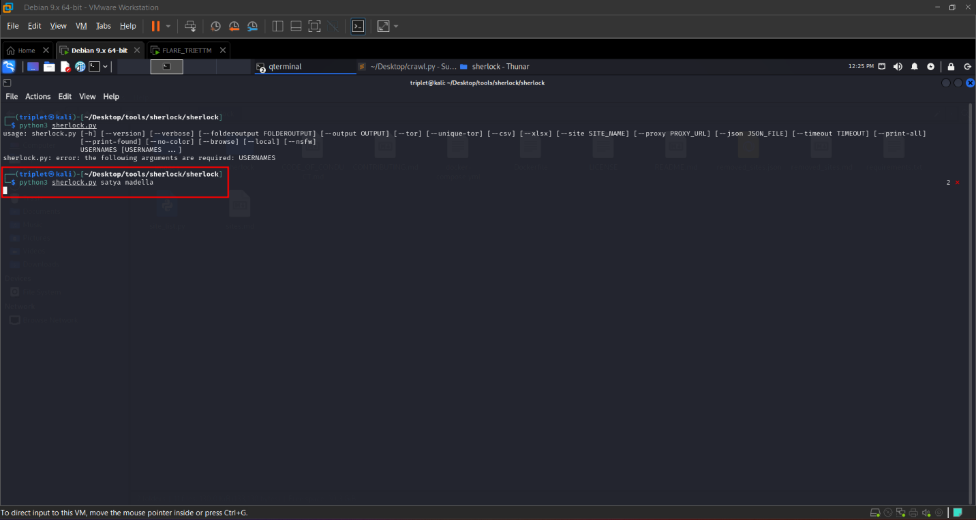 Debian 9.x 64-bit - VMware Workstation
File Edit View VM Tabs Help
Home Debian 9.x 64-bit FLARE_TRIETTM
qterminal ~/Desktop/crawl.py - Su... sherlock - Thunar 12:25 PM
triplet@kali: ~/Desktop/tools/sherlock/sherlock
File Actions Edit View Help
┌──(triplet㉿kali)-[~/Desktop/tools/sherlock/sherlock]
└─$ python3 sherlock.py
usage: sherlock.py [-h] [--version] [--verbose] [--folderoutput FOLDEROUTPUT] [--output OUTPUT] [--tor] [--unique-tor] [--csv] [--xlsx] [--site SITE_NAME] [--proxy PROXY_URL] [--json JSON_FILE] [--timeout TIMEOUT] [--print-all]
[--print-found] [--no-color] [--browse] [--local] [--nsfw]
USERNAMES [USERNAMES ...]
sherlock.py: error: the following arguments are required: USERNAMES
┌──(triplet㉿kali)-[~/Desktop/tools/sherlock/sherlock]
└─$ python3 sherlock.py satya nadella 2 ⨯
To direct input to this VM, move the mouse pointer inside or press Ctrl+G.